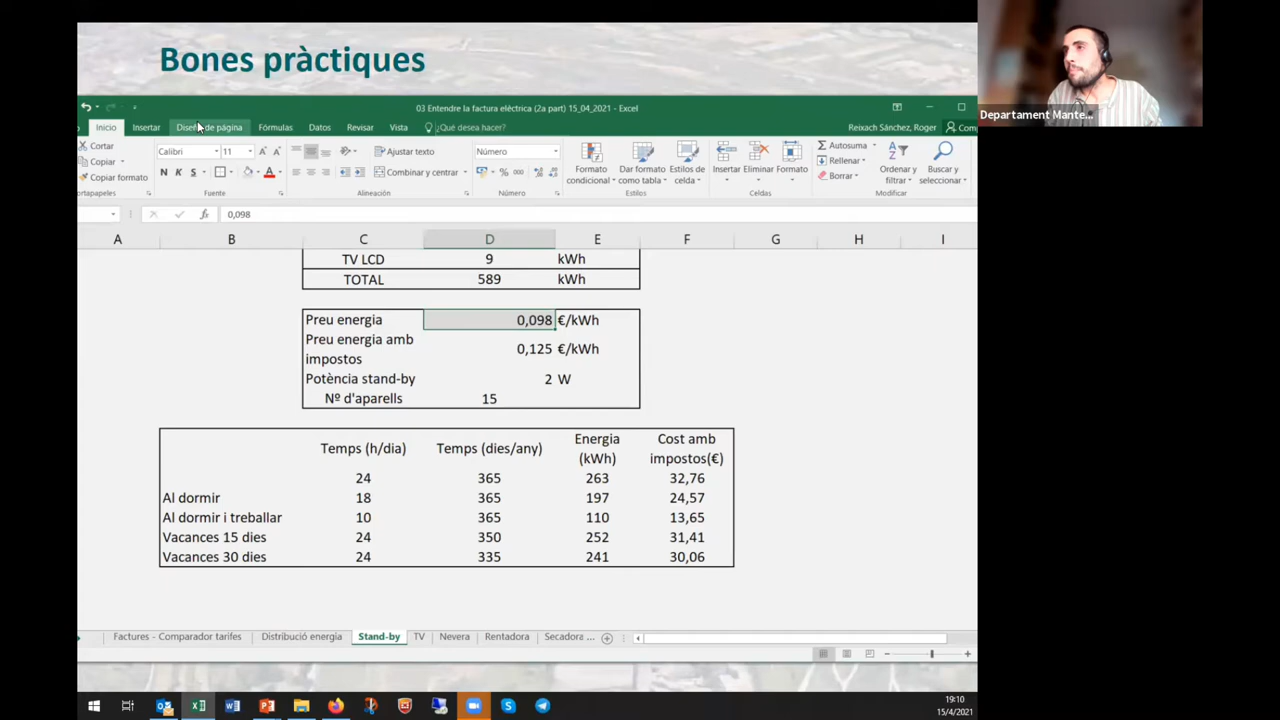 Bones pràctiques
03 Entendre la factura elèctrica (2a part) 15_04_2021 - Excel
Inicio Insertar Diseño de página Fórmulas Datos Revisar Vista ¿Qué desea hacer? Reixach Sánchez, Roger
Cortar
Copiar
Copiar formato
Calibri 11
N K S
Ajustar texto
Combinar y centrar
Número
% 000
Formato condicional
Dar formato como tabla
Estilos de celda
Insertar Eliminar Formato
Autosuma
Rellenar
Borrar
Ordenar y filtrar
Buscar y seleccionar
Fuente Alineación Número Estilos Celdas Modificar
fx 0,098
A B C D E F G H I
TV LCD 9 kWh
TOTAL 589 kWh
Preu energia 0,098 €/kWh
Preu energia amb impostos 0,125 €/kWh
Potència stand-by 2 W
Nº d'aparells 15
Temps (h/dia) Temps (dies/any) Energia (kWh) Cost amb impostos(€)
24 365 263 32,76
Al dormir 18 365 197 24,57
Al dormir i treballar 10 365 110 13,65
Vacances 15 dies 24 350 252 31,41
Vacances 30 dies 24 335 241 30,06
Factures - Comparador tarifes Distribució energia Stand-by TV Nevera Rentadora Secadora ...
19:10
15/4/2021
Departament Mante...